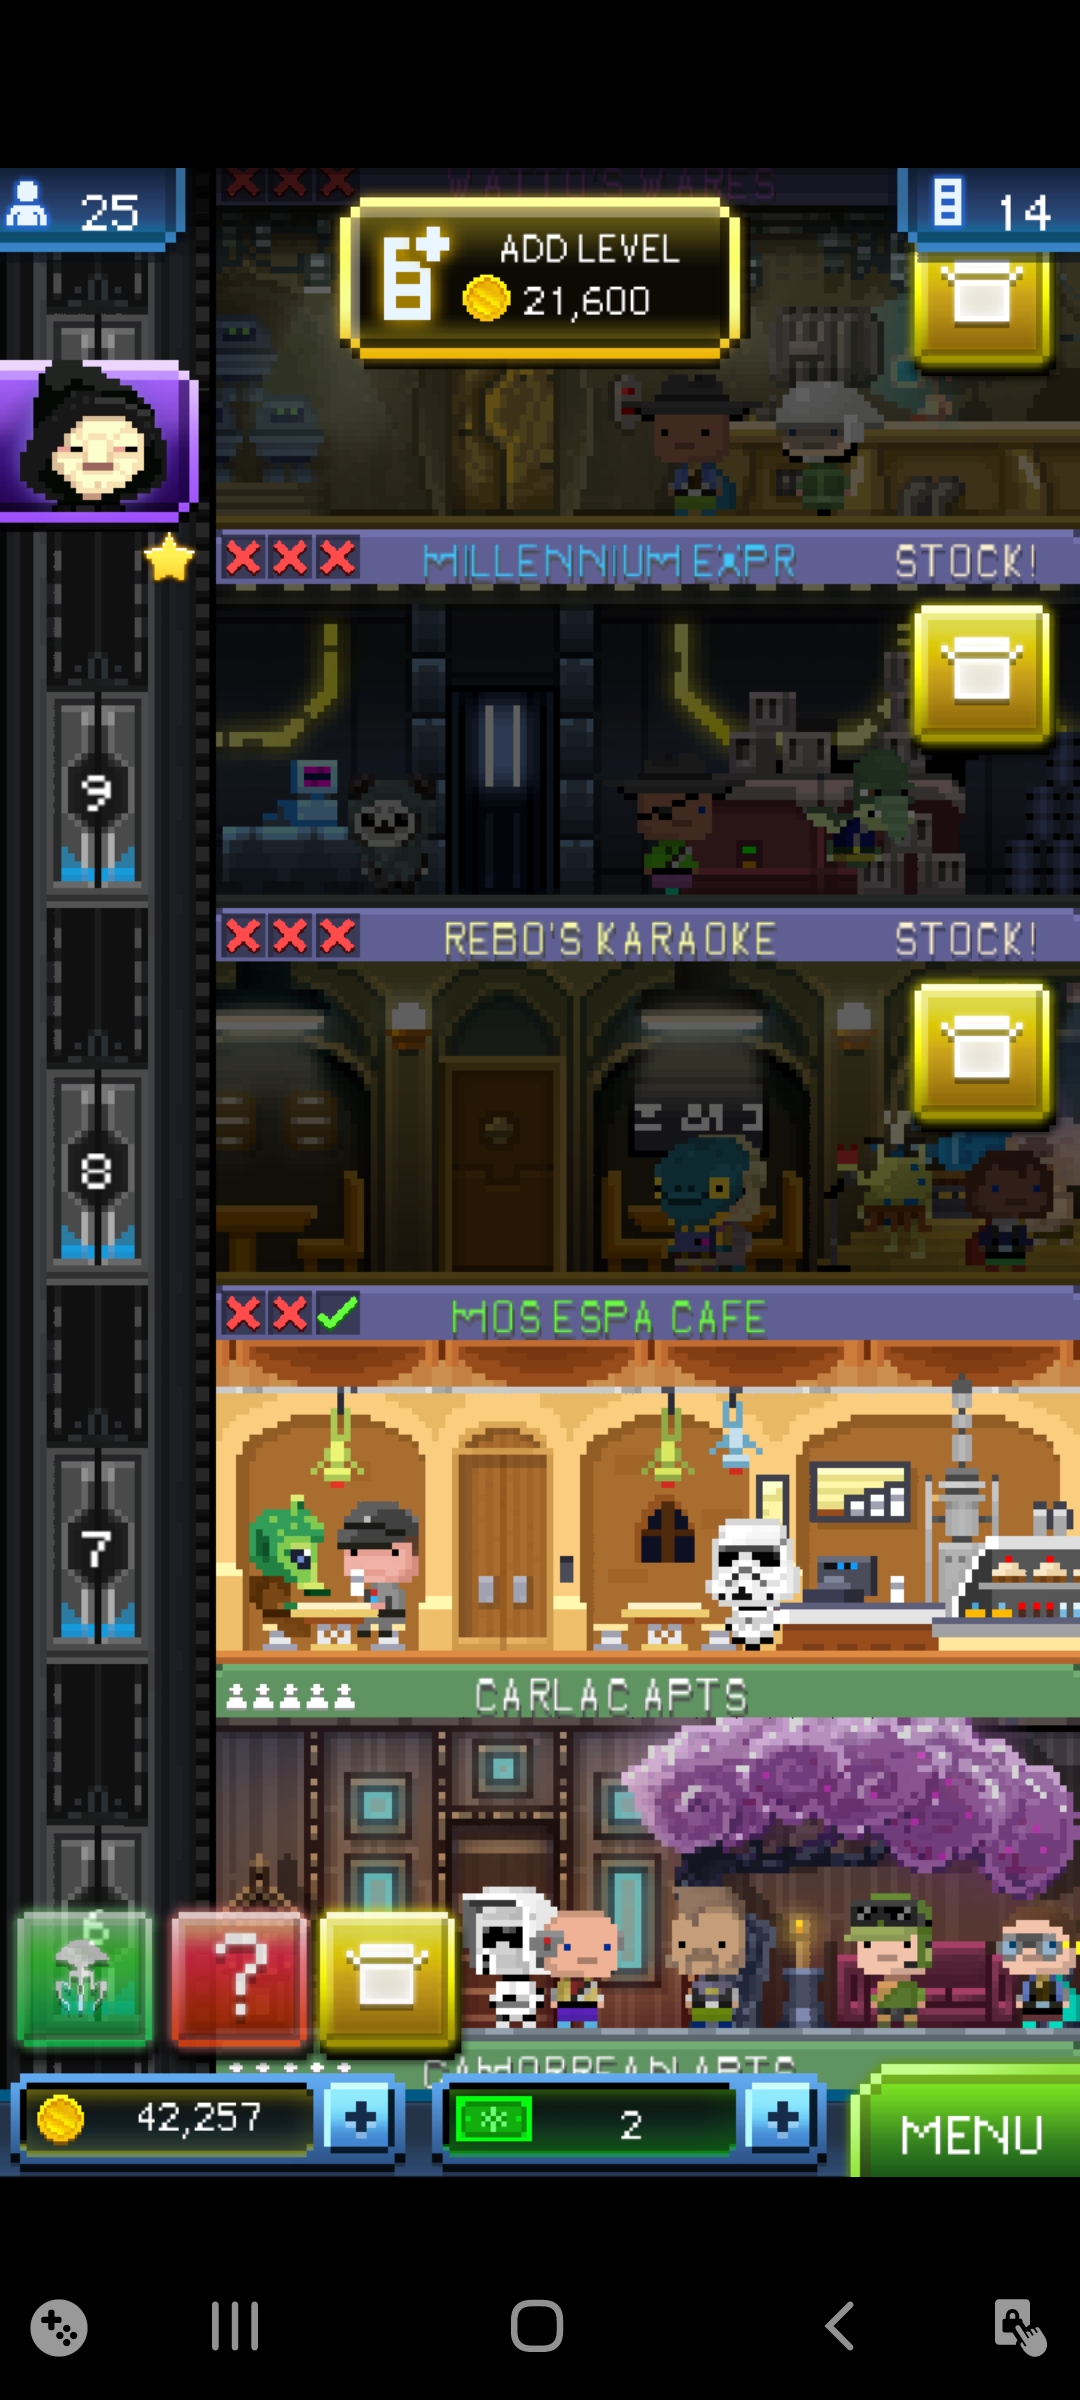 WATTO'S WARES
25
14
ADD LEVEL
21,600
MILLENNIUM EXPR
STOCK!
9
REBO'S KARAOKE
STOCK!
8
MOS ESPA CAFE
7
CARLAC APTS
6
?
GAMORREAN APTS
42,257
+
2
+
MENU